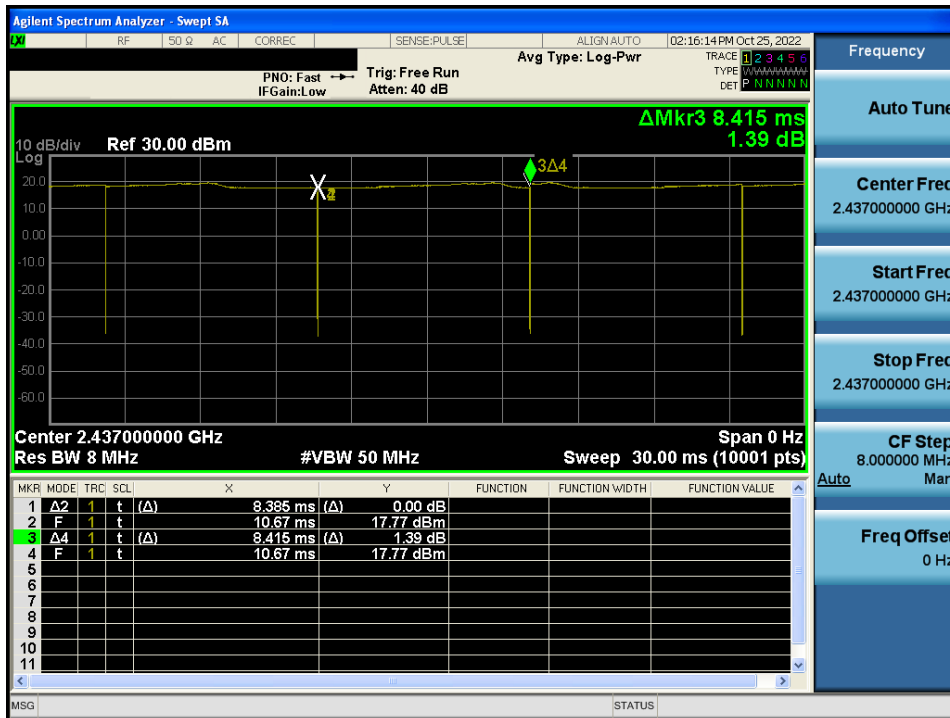 Agilent Spectrum Analyzer - Swept SA
LXI RF 50 Ω AC CORREC SENSE:PULSE ALIGN AUTO 02:16:14 PM Oct 25, 2022
Frequency
Avg Type: Log-Pwr
TRACE 1 2 3 4 5 6
TYPE WWWWWW
DET P N N N N N
PNO: Fast
IFGain:Low
Trig: Free Run
Atten: 40 dB
Auto Tune
ΔMkr3 8.415 ms
1.39 dB
10 dB/div
Log
Ref 30.00 dBm
3Δ4
20.0
10.0
0.00
-10.0
-20.0
-30.0
-40.0
-50.0
-60.0
Center Freq
2.437000000 GHz
Start Freq
2.437000000 GHz
Stop Freq
2.437000000 GHz
CF Step
8.000000 MHz
Auto Man
Freq Offset
0 Hz
Center 2.437000000 GHz Span 0 Hz
Res BW 8 MHz #VBW 50 MHz Sweep 30.00 ms (10001 pts)
MKR MODE TRC SCL X Y FUNCTION FUNCTION WIDTH FUNCTION VALUE
1 Δ2 1 t (Δ) 8.385 ms (Δ) 0.00 dB
2 F 1 t 10.67 ms 17.77 dBm
3 Δ4 1 t (Δ) 8.415 ms (Δ) 1.39 dB
4 F 1 t 10.67 ms 17.77 dBm
5
6
7
8
9
10
11
MSG STATUS